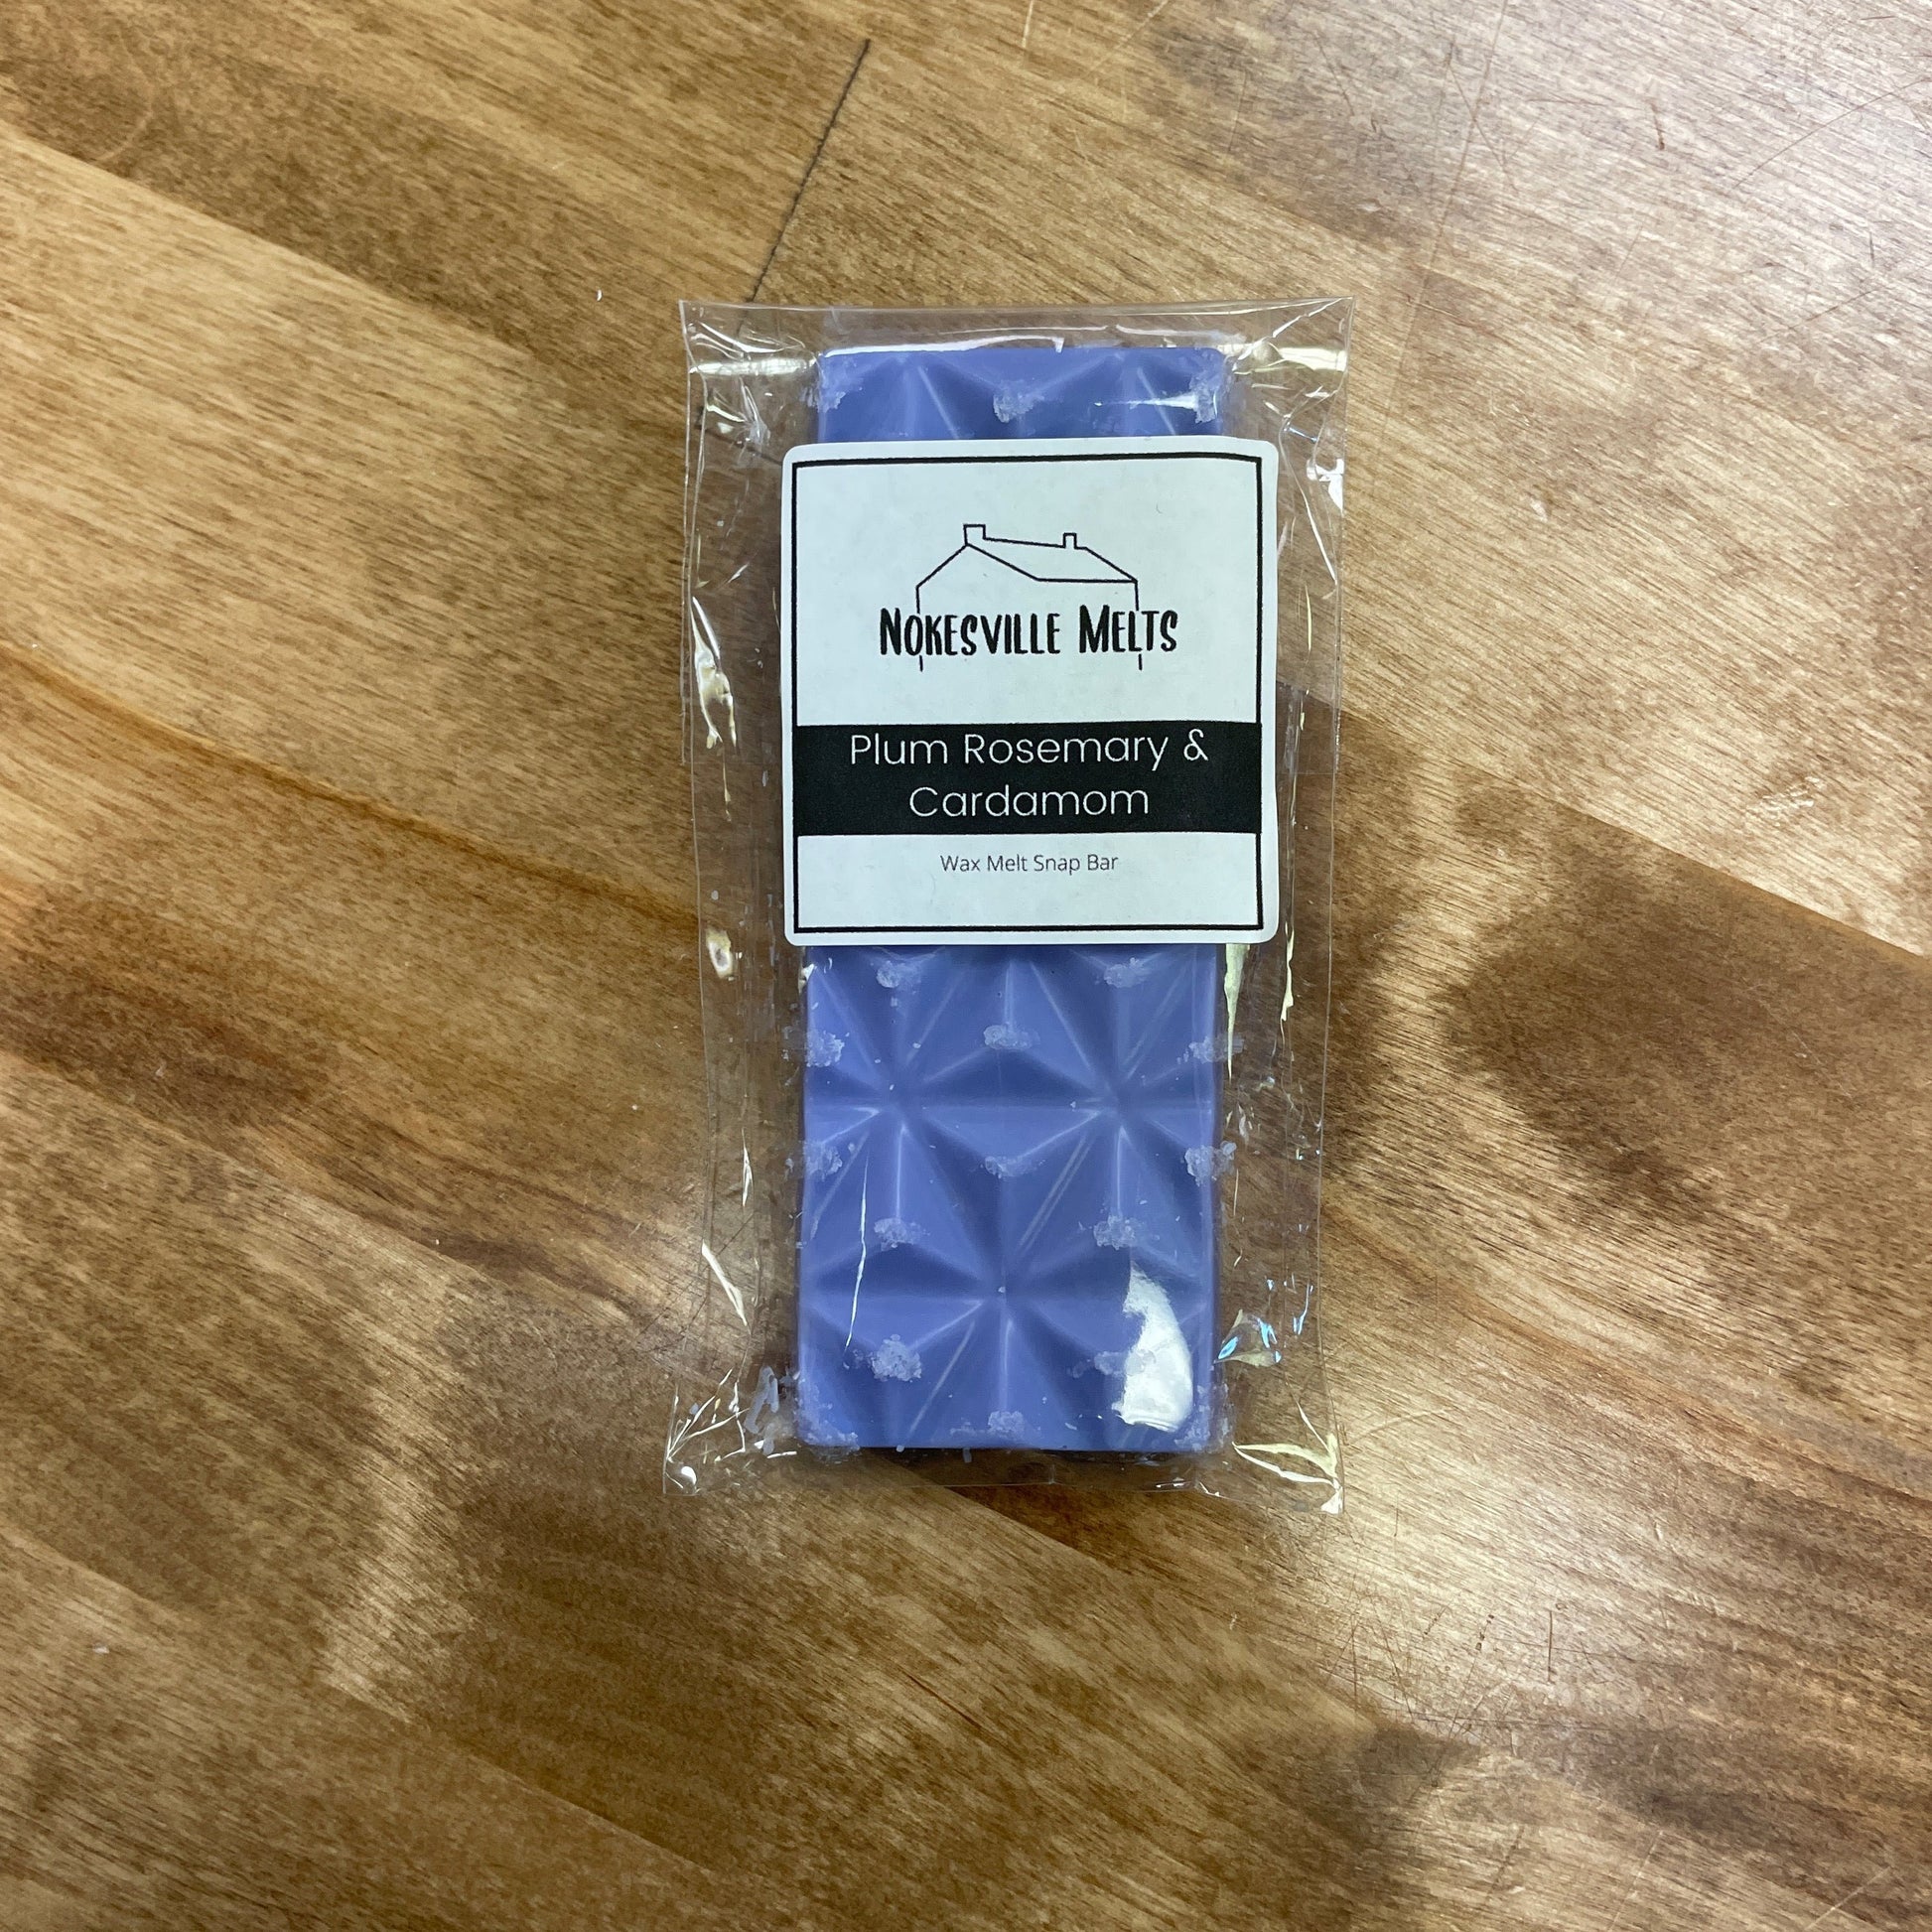 NOKESVILLE MELTS
Plum Rosemary &
Cardamom
Wax Melt Snap Bar